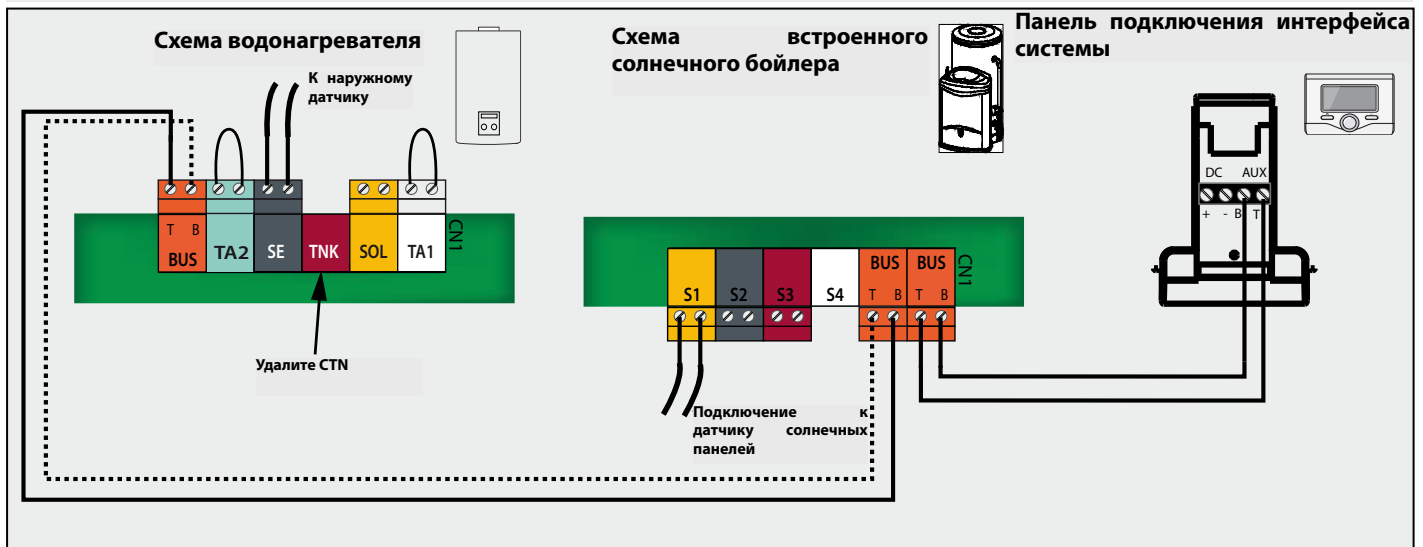 Схема водонагревателя
К наружному
датчику
T B
BUS
TA2
SE
TNK
SOL
TA1
CN1
Удалите CTN
Схема встроенного
солнечного бойлера
S1
S2
S3
S4
BUS
T B
BUS
T B
CN1
Подключение к
датчику солнечных
панелей
Панель подключения интерфейса
системы
DC AUX
+ - B T